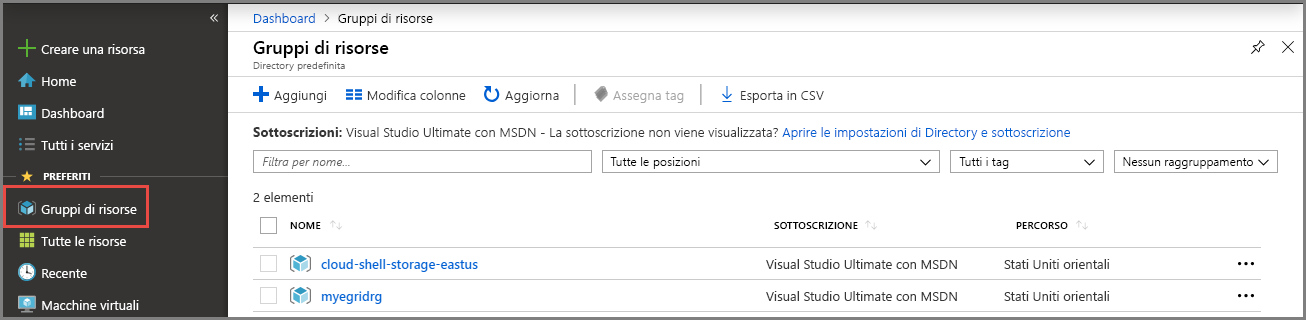 «
Creare una risorsa
Home
Dashboard
Tutti i servizi
PREFERITI
Gruppi di risorse
Tutte le risorse
Recente
Macchine virtuali
Dashboard > Gruppi di risorse
Gruppi di risorse
Directory predefinita
Aggiungi Modifica colonne Aggiorna Assegna tag Esporta in CSV
Sottoscrizioni: Visual Studio Ultimate con MSDN - La sottoscrizione non viene visualizzata? Aprire le impostazioni di Directory e sottoscrizione
Filtra per nome... Tutte le posizioni Tutti i tag Nessun raggruppamento
2 elementi
NOME SOTTOSCRIZIONE PERCORSO
cloud-shell-storage-eastus Visual Studio Ultimate con MSDN Stati Uniti orientali
myegridrg Visual Studio Ultimate con MSDN Stati Uniti orientali